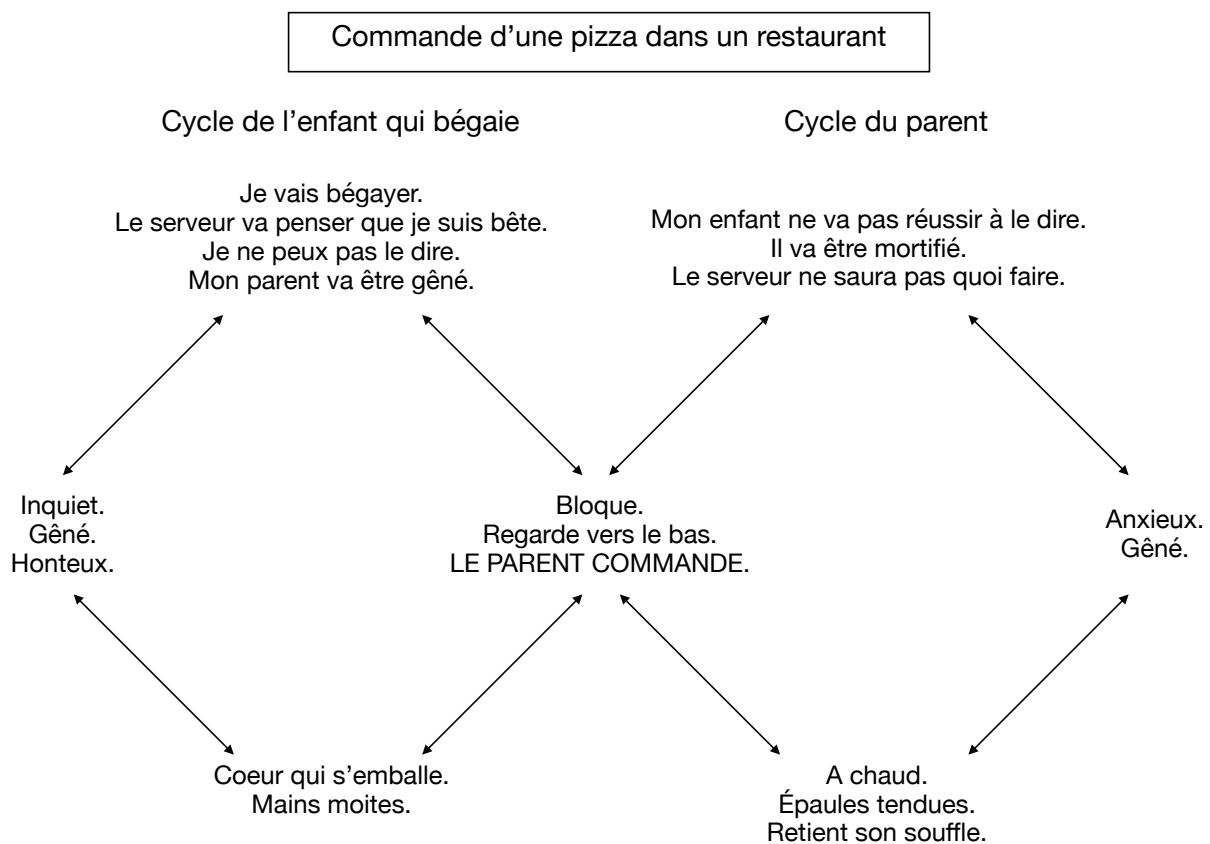 Commande d’une pizza dans un restaurant
Cycle de l’enfant qui bégaie
Cycle du parent
Je vais bégayer.
Le serveur va penser que je suis bête.
Je ne peux pas le dire.
Mon parent va être gêné.
Mon enfant ne va pas réussir à le dire.
Il va être mortifié.
Le serveur ne saura pas quoi faire.
Inquiet.
Gêné.
Honteux.
Bloque.
Regarde vers le bas.
LE PARENT COMMANDE.
Anxieux.
Gêné.
Coeur qui s’emballe.
Mains moites.
A chaud.
Épaules tendues.
Retient son souffle.